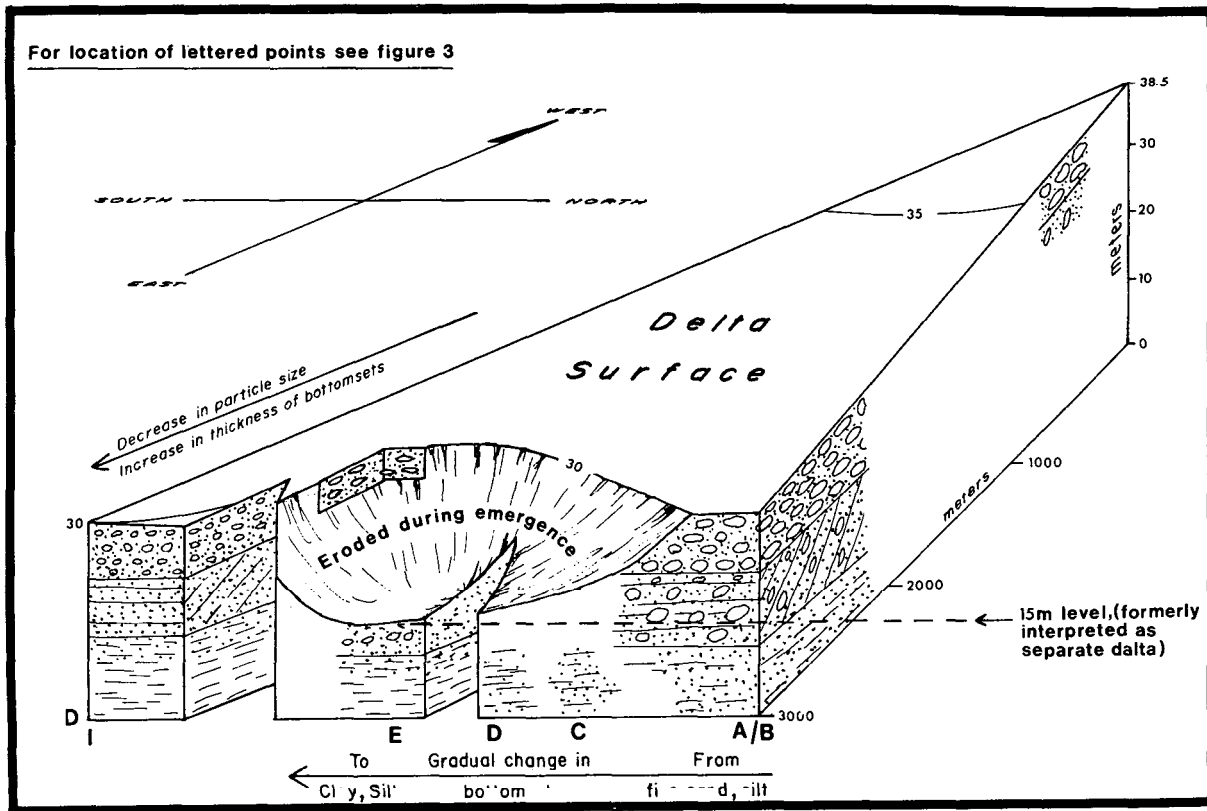 For location of lettered points see figure 3
38.5
30
20
10
0
meters
WEST
SOUTH
NORTH
EAST
35
Delta
Surface
Decrease in particle size
Increase in thickness of bottomsets
30
Eroded during emergence
30
1000
meters
2000
15m level,(formerly
interpreted as
separate dalta)
3000
D
I
E
D
C
A/B
To
Gradual change in
From